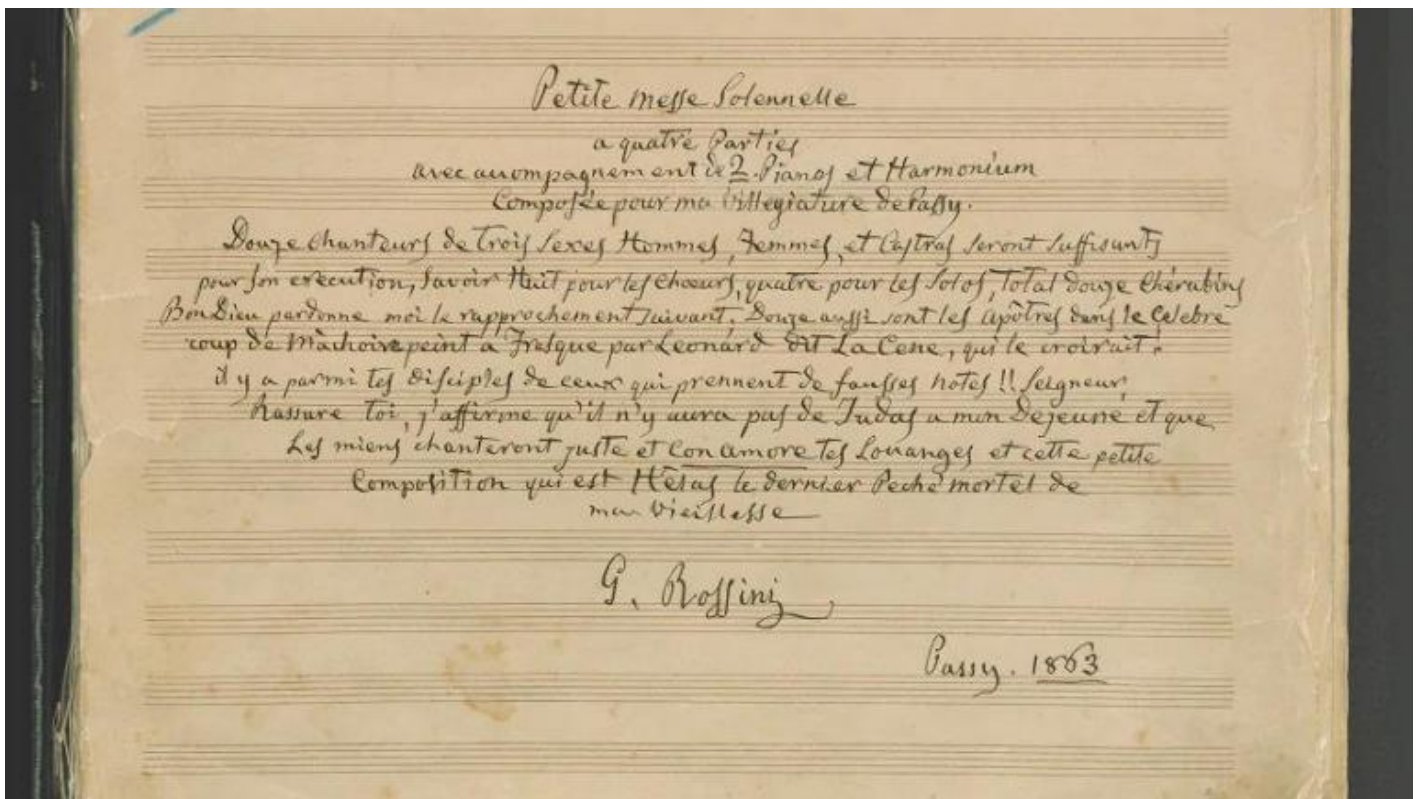 Petite messe Solennelle
a quatre Parties
avec accompagnement de 2 Pianos et Harmonium
Composée pour ma villegiature de Passy.
Douze chanteurs de trois Sexes Hommes, Femmes, et Castras seront suffisants
pour son execution, Savoir Huit pour les Chœurs, quatre pour les Solos, total douze Chérubins
Bon Dieu pardonne moi le rapprochement suivant, Douze aussi sont les Apôtres dans le Celebre
coup de Mâchoire peint a Fresque par Leonard dit La Cene, qui le croirait.
il y a parmi tes disciples de ceux qui prennent de fausses notes !! Seigneur,
Rassure toi, j'affirme qu'il n'y aura pas de Judas a mon Dejeuné et que
Les miens chanteront juste et Con amore tes Louanges et cette petite
Composition qui est Hélas le dernier Peché mortel de
ma vieillesse
G. Rossini
Passy. 1863